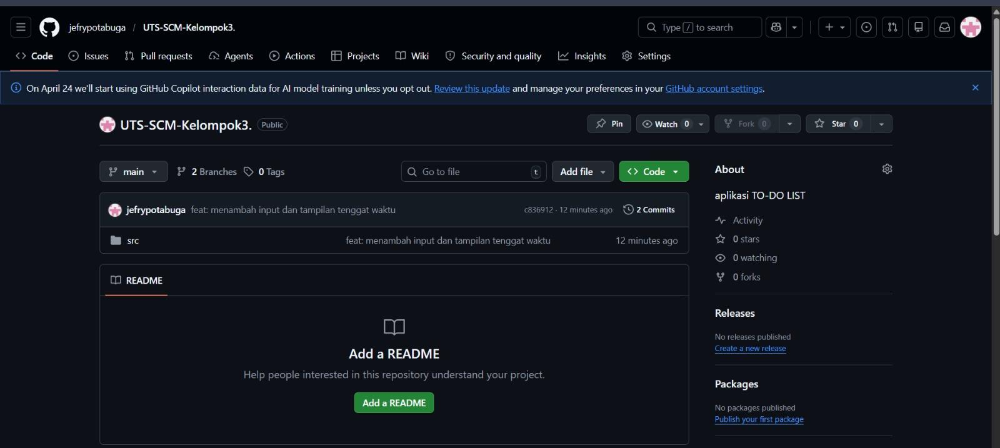 jefrypotabuga / UTS-SCM-Kelompok3.
Type / to search
Code Issues Pull requests Agents Actions Projects Wiki Security and quality Insights Settings
On April 24 we'll start using GitHub Copilot interaction data for AI model training unless you opt out. Review this update and manage your preferences in your GitHub account settings.
UTS-SCM-Kelompok3. Public
Pin Watch 0 Fork 0 Star 0
main 2 Branches 0 Tags
Go to file t Add file Code
jefrypotabuga feat: menambah input dan tampilan tenggat waktu c836912 · 12 minutes ago 2 Commits
src feat: menambah input dan tampilan tenggat waktu 12 minutes ago
README
Add a README
Help people interested in this repository understand your project.
Add a README
About
aplikasi TO-DO LIST
Activity
0 stars
0 watching
0 forks
Releases
No releases published
Create a new release
Packages
No packages published
Publish your first package